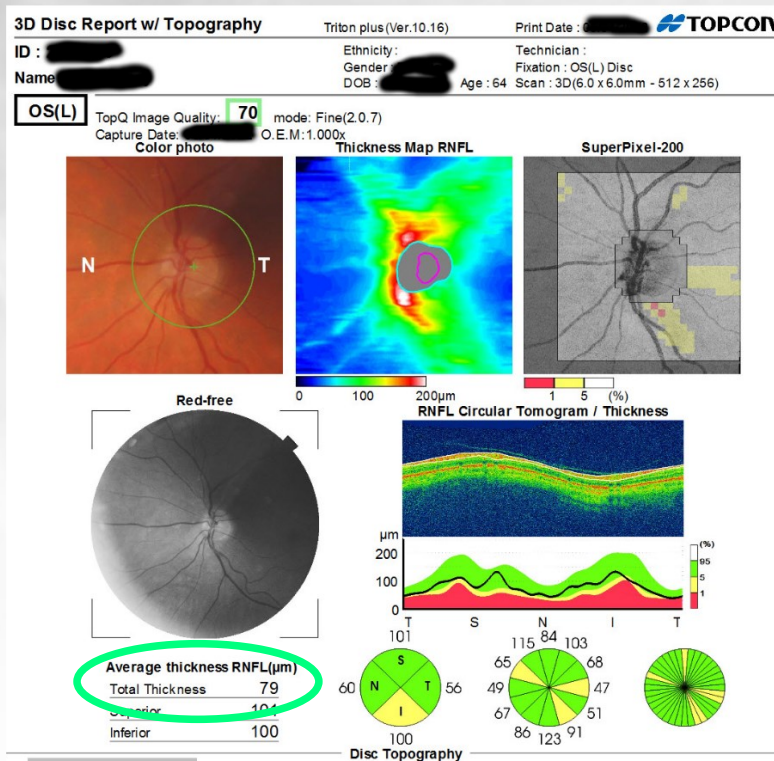 3D Disc Report w/ Topography Triton plus (Ver.10.16) Print Date : TOPCON
ID : Ethnicity : Technician :
Name Gender Fixation : OS(L) Disc
DOB Age : 64 Scan : 3D(6.0 x 6.0mm - 512 x 256)
OS(L) TopQ Image Quality: 70 mode: Fine(2.0.7)
Capture Date: O.E.M:1.000x
Color photo Thickness Map RNFL SuperPixel-200
N T
0 100 200μm
1 5 (%)
Red-free RNFL Circular Tomogram / Thickness
μm
200
100
0
(%)
95
5
1
T S N I T
Average thickness RNFL(μm)
Total Thickness 79
Superior 101
Inferior 100
101
S
60 N T 56
I
100
84
115 103
65 68
49 47
67 51
86 91
123
Disc Topography